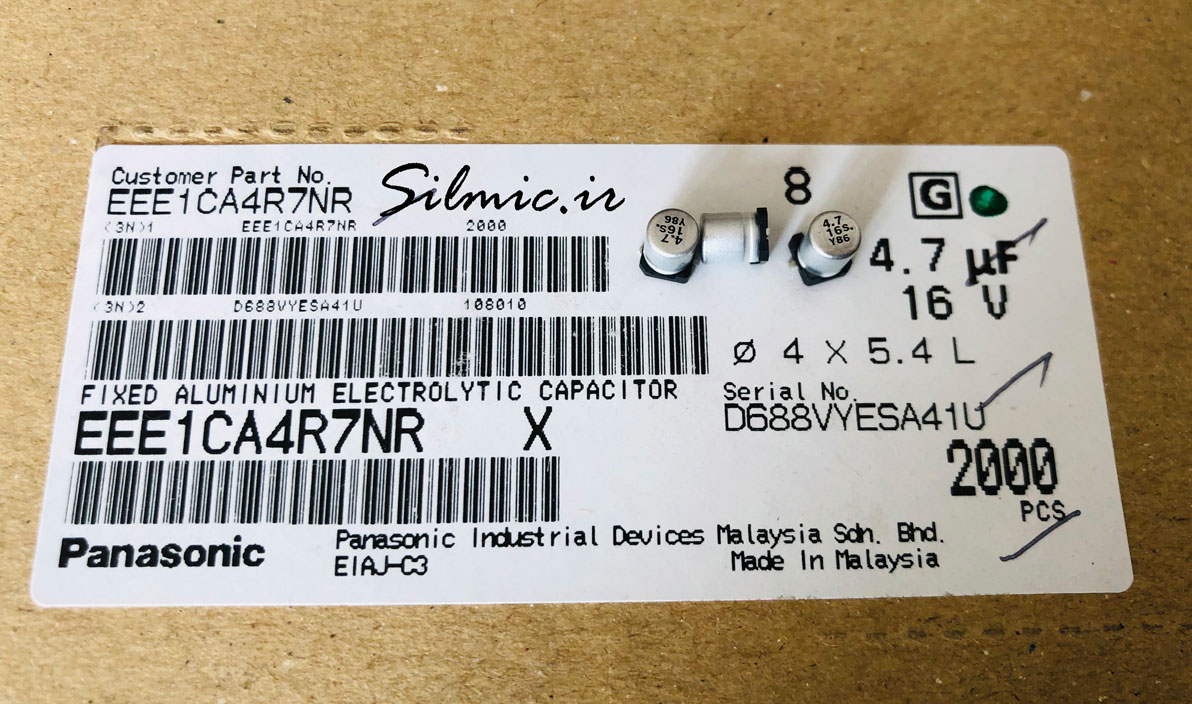 Customer Part No.
EEE1CA4R7NR
Silmic.ir
8
G
(3N)1 EEE1CA4R7NR 2000
4.7 µF
16 V
(3N)2 D688VYESA41U 108010
Ø 4 X 5.4 L
FIXED ALUMINIUM ELECTROLYTIC CAPACITOR
EEE1CA4R7NR X
Serial No.
D688VYESA41U
2000
PCS
Panasonic
Panasonic Industrial Devices Malaysia Sdn. Bhd.
EIAJ-C3
Made In Malaysia
4.7
16S.
Y86
4.7
16S.
Y86